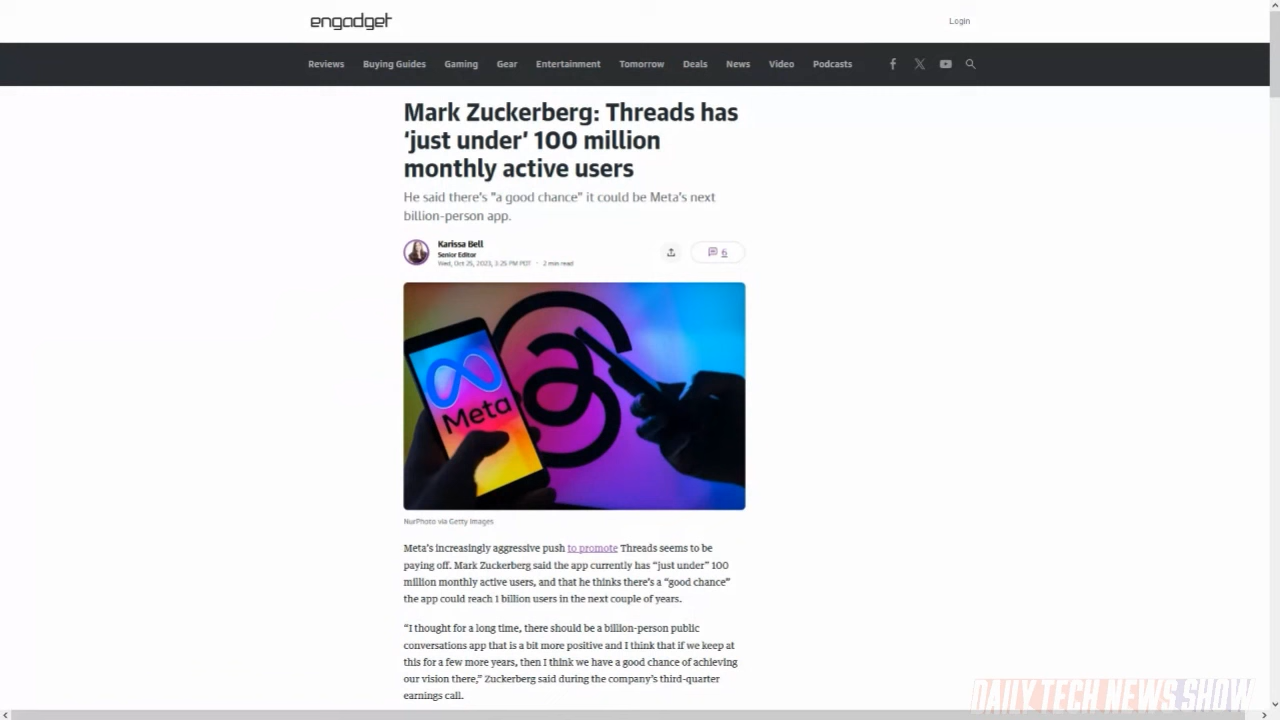 engadget
Login
Reviews Buying Guides Gaming Gear Entertainment Tomorrow Deals News Video Podcasts
Mark Zuckerberg: Threads has
‘just under’ 100 million
monthly active users
He said there's "a good chance" it could be Meta's next
billion-person app.
Karissa Bell
Senior Editor
Wed, Oct 25, 2023, 3:25 PM PDT · 2 min read
6
Meta
NurPhoto via Getty Images
Meta’s increasingly aggressive push to promote Threads seems to be
paying off. Mark Zuckerberg said the app currently has “just under” 100
million monthly active users, and that he thinks there’s a “good chance”
the app could reach 1 billion users in the next couple of years.
“I thought for a long time, there should be a billion-person public
conversations app that is a bit more positive and I think that if we keep at
this for a few more years, then I think we have a good chance of achieving
our vision there,” Zuckerberg said during the company’s third-quarter
earnings call.
DAILY TECH NEWS SHOW